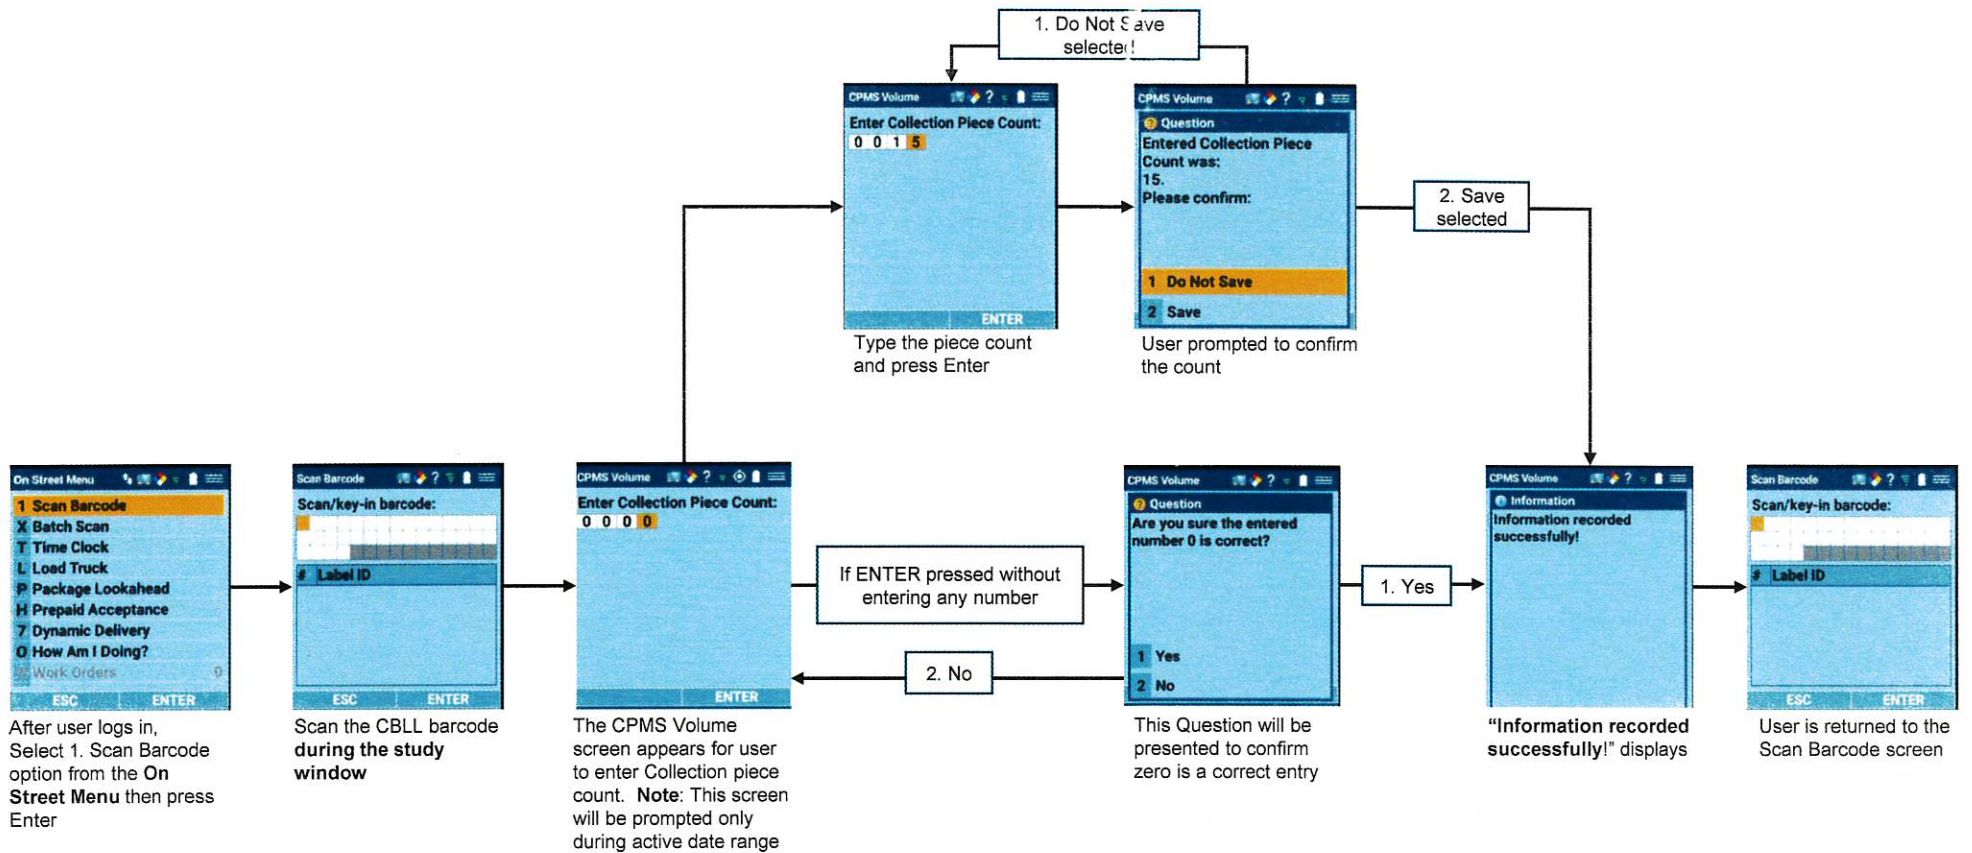 1. Do Not Save
selected!
CPMS Volume
Enter Collection Piece Count:
0 0 1 5
ENTER
Type the piece count
and press Enter
CPMS Volume
Question
Entered Collection Piece
Count was:
15.
Please confirm:
1 Do Not Save
2 Save
User prompted to confirm
the count
2. Save
selected
On Street Menu
1 Scan Barcode
X Batch Scan
T Time Clock
L Load Truck
P Package Lookahead
H Prepaid Acceptance
7 Dynamic Delivery
O How Am I Doing?
Work Orders 0
ESC ENTER
After user logs in,
Select 1. Scan Barcode
option from the On
Street Menu then press
Enter
Scan Barcode
Scan/key-in barcode:
# Label ID
ESC ENTER
Scan the CBLL barcode
during the study
window
CPMS Volume
Enter Collection Piece Count:
0 0 0 0
ENTER
The CPMS Volume
screen appears for user
to enter Collection piece
count. Note: This screen
will be prompted only
during active date range
If ENTER pressed without
entering any number
2. No
CPMS Volume
Question
Are you sure the entered
number 0 is correct?
1 Yes
2 No
This Question will be
presented to confirm
zero is a correct entry
1. Yes
CPMS Volume
Information
Information recorded
successfully!
“Information recorded
successfully!” displays
Scan Barcode
Scan/key-in barcode:
# Label ID
ESC ENTER
User is returned to the
Scan Barcode screen